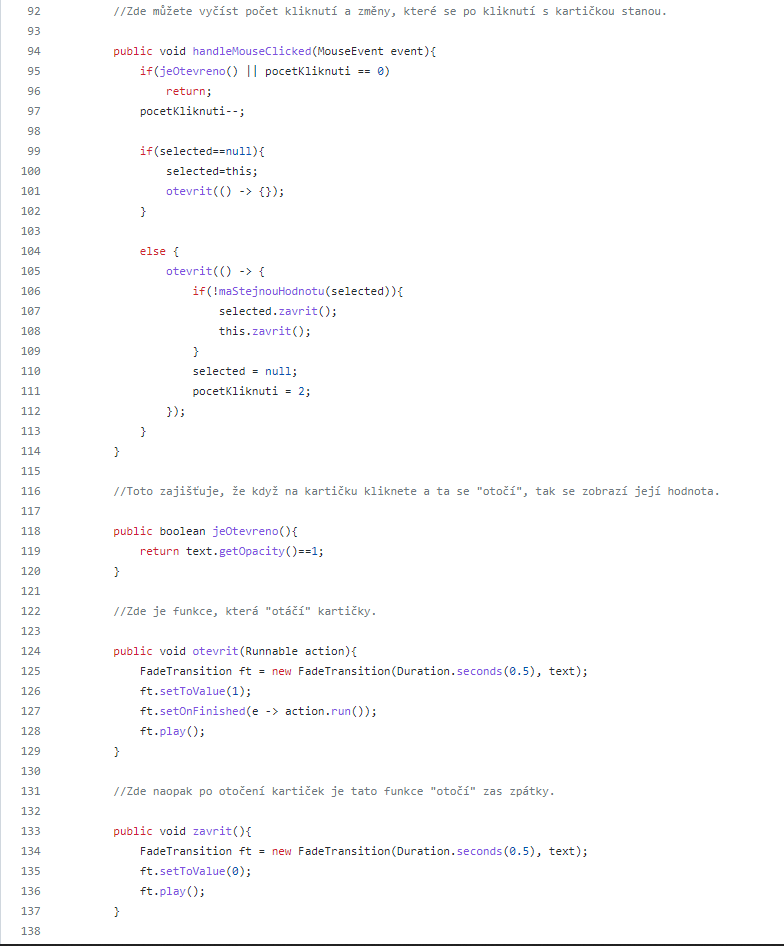 92 //Zde můžete vyčíst počet kliknutí a změny, které se po kliknutí s kartičkou stanou.
93
94 public void handleMouseClicked(MouseEvent event){
95 if(jeOtevreno() || pocetKliknuti == 0)
96 return;
97 pocetKliknuti--;
98
99 if(selected==null){
100 selected=this;
101 otevrit(() -> {});
102 }
103
104 else {
105 otevrit(() -> {
106 if(!maStejnouHodnotu(selected)){
107 selected.zavrit();
108 this.zavrit();
109 }
110 selected = null;
111 pocetKliknuti = 2;
112 });
113 }
114 }
115
116 //Toto zajišťuje, že když na kartičku kliknete a ta se "otočí", tak se zobrazí její hodnota.
117
118 public boolean jeOtevreno(){
119 return text.getOpacity()==1;
120 }
121
122 //Zde je funkce, která "otáčí" kartičky.
123
124 public void otevrit(Runnable action){
125 FadeTransition ft = new FadeTransition(Duration.seconds(0.5), text);
126 ft.setToValue(1);
127 ft.setOnFinished(e -> action.run());
128 ft.play();
129 }
130
131 //Zde naopak po otočení kartiček je tato funkce "otočí" zas zpátky.
132
133 public void zavrit(){
134 FadeTransition ft = new FadeTransition(Duration.seconds(0.5), text);
135 ft.setToValue(0);
136 ft.play();
137 }
138